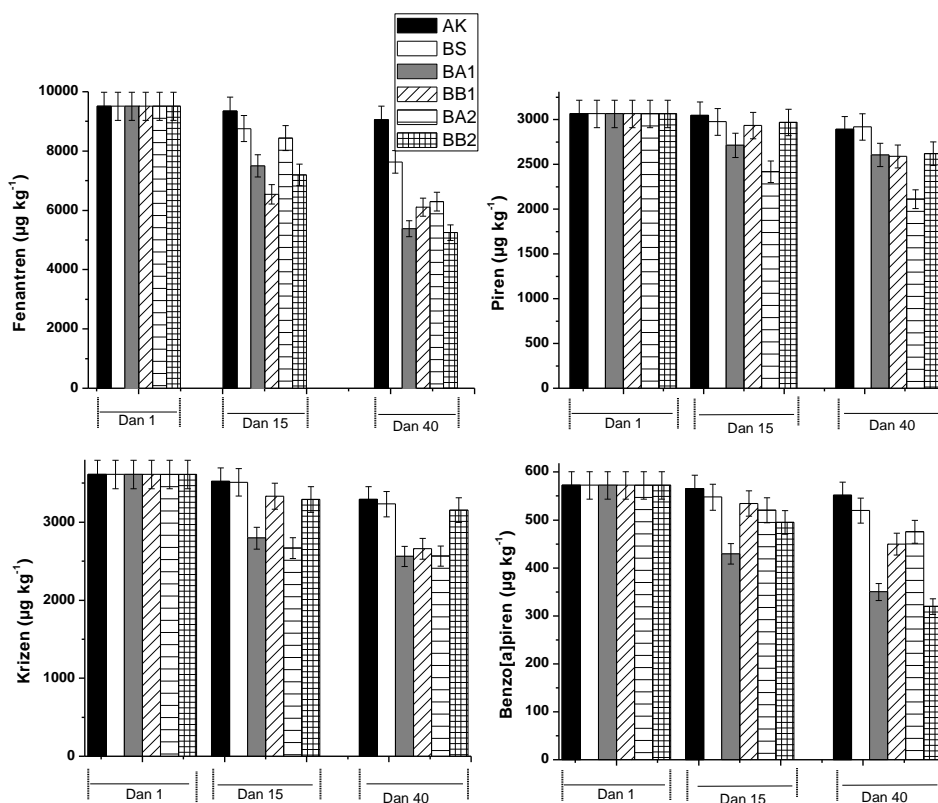 AK
BS
BA1
BB1
BA2
BB2
Fenantren (µg kg⁻¹)
10000
8000
6000
4000
2000
0
Dan 1
Dan 15
Dan 40
Piren (µg kg⁻¹)
3000
2500
2000
1500
1000
500
0
Dan 1
Dan 15
Dan 40
Krizen (µg kg⁻¹)
3000
2000
1000
0
Dan 1
Dan 15
Dan 40
Benzo[a]piren (µg kg⁻¹)
600
500
400
300
200
100
0
Dan 1
Dan 15
Dan 40